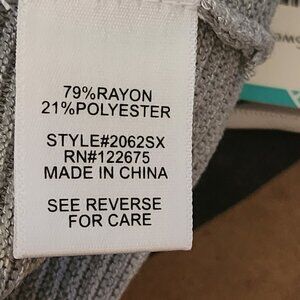 79%RAYON
21%POLYESTER
STYLE#2062SX
RN#122675
MADE IN CHINA
SEE REVERSE
FOR CARE